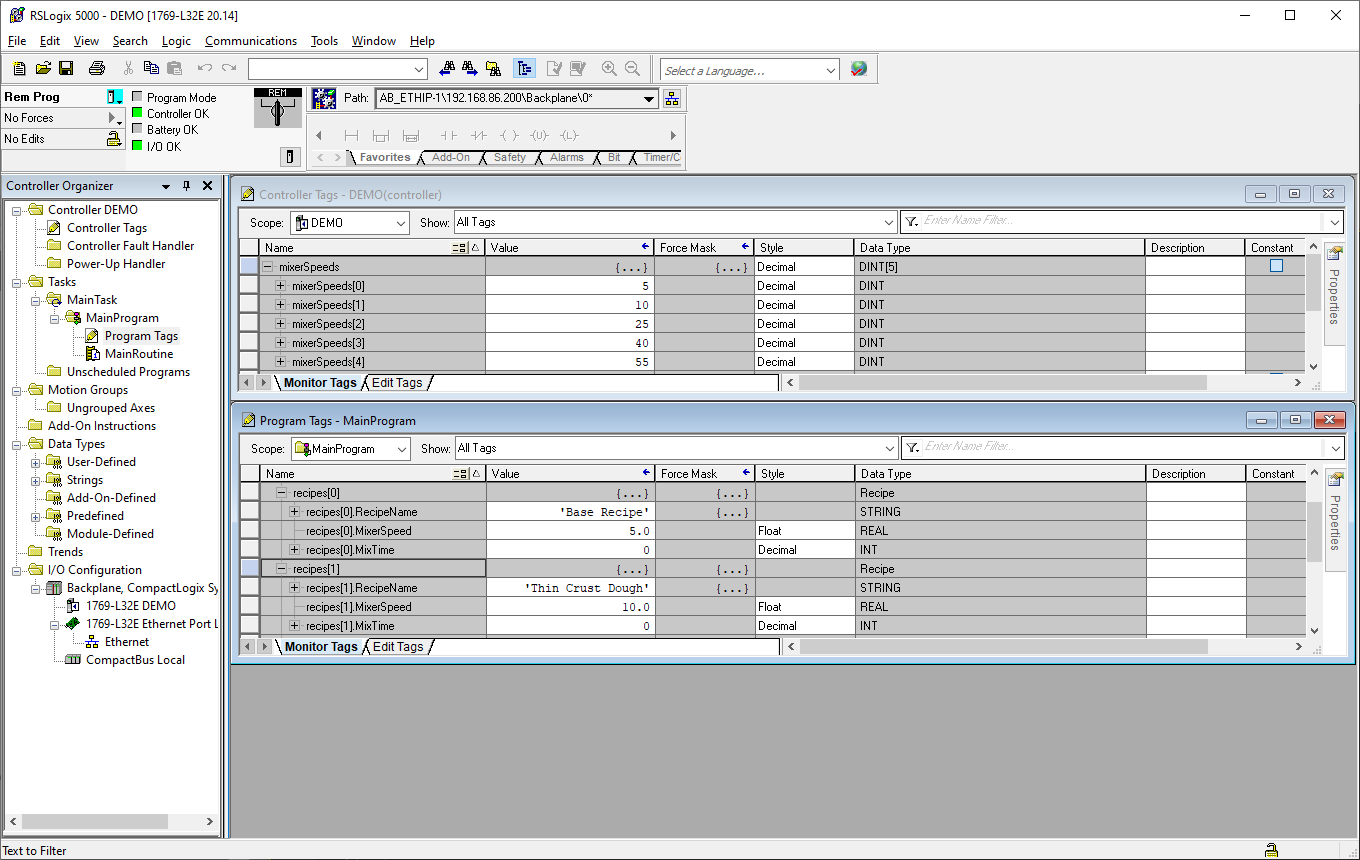 RSLogix 5000 - DEMO [1769-L32E 20.14]
File Edit View Search Logic Communications Tools Window Help
Select a Language...
Rem Prog
No Forces
No Edits
Program Mode
Controller OK
Battery OK
I/O OK
REM
Path: AB_ETHIP-1\192.168.86.200\Backplane\0*
Favorites Add-On Safety Alarms Bit Timer/C
Controller Organizer
Controller DEMO
Controller Tags
Controller Fault Handler
Power-Up Handler
Tasks
MainTask
MainProgram
Program Tags
MainRoutine
Unscheduled Programs
Motion Groups
Ungrouped Axes
Add-On Instructions
Data Types
User-Defined
Strings
Add-On-Defined
Predefined
Module-Defined
Trends
I/O Configuration
Backplane, CompactLogix Sy
1769-L32E DEMO
1769-L32E Ethernet Port L
Ethernet
CompactBus Local
Controller Tags - DEMO(controller)
Scope: DEMO Show: All Tags Enter Name Filter...
Name Value Force Mask Style Data Type Description Constant
mixerSpeeds {...} {...} Decimal DINT[5]
mixerSpeeds[0] 5 Decimal DINT
mixerSpeeds[1] 10 Decimal DINT
mixerSpeeds[2] 25 Decimal DINT
mixerSpeeds[3] 40 Decimal DINT
mixerSpeeds[4] 55 Decimal DINT
Monitor Tags Edit Tags
Properties
Program Tags - MainProgram
Scope: MainProgram Show: All Tags Enter Name Filter...
Name Value Force Mask Style Data Type Description Constant
recipes[0] {...} {...} Recipe
recipes[0].RecipeName 'Base Recipe' {...} STRING
recipes[0].MixerSpeed 5.0 Float REAL
recipes[0].MixTime 0 Decimal INT
recipes[1] {...} {...} Recipe
recipes[1].RecipeName 'Thin Crust Dough' {...} STRING
recipes[1].MixerSpeed 10.0 Float REAL
recipes[1].MixTime 0 Decimal INT
Monitor Tags Edit Tags
Properties
Text to Filter